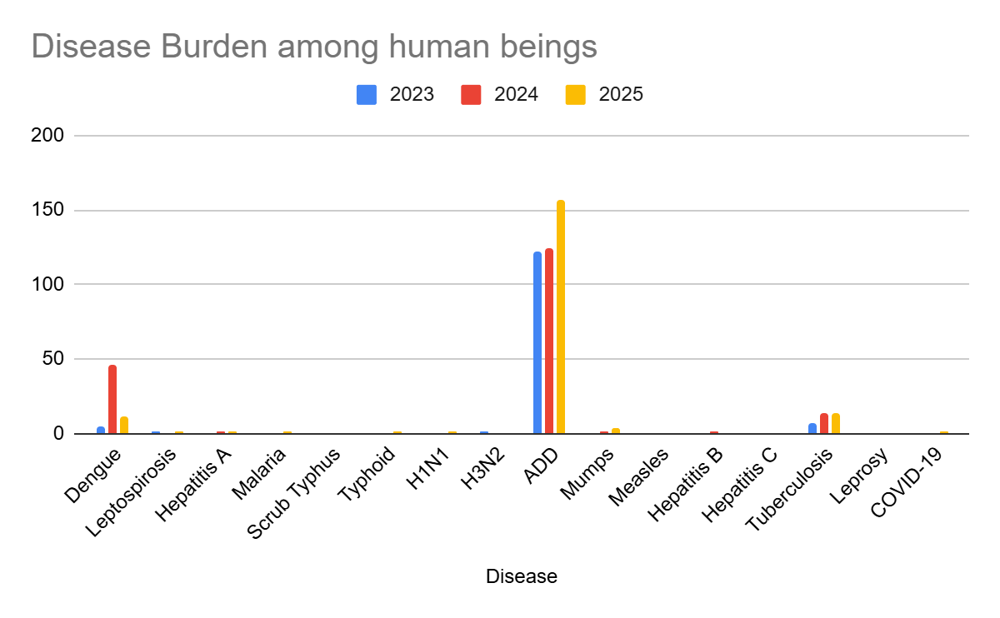 Disease Burden among human beings
2023 2024 2025
200
150
100
50
0
Dengue
Leptospirosis
Hepatitis A
Malaria
Scrub Typhus
Typhoid
H1N1
H3N2
ADD
Mumps
Measles
Hepatitis B
Hepatitis C
Tuberculosis
Leprosy
COVID-19
Disease